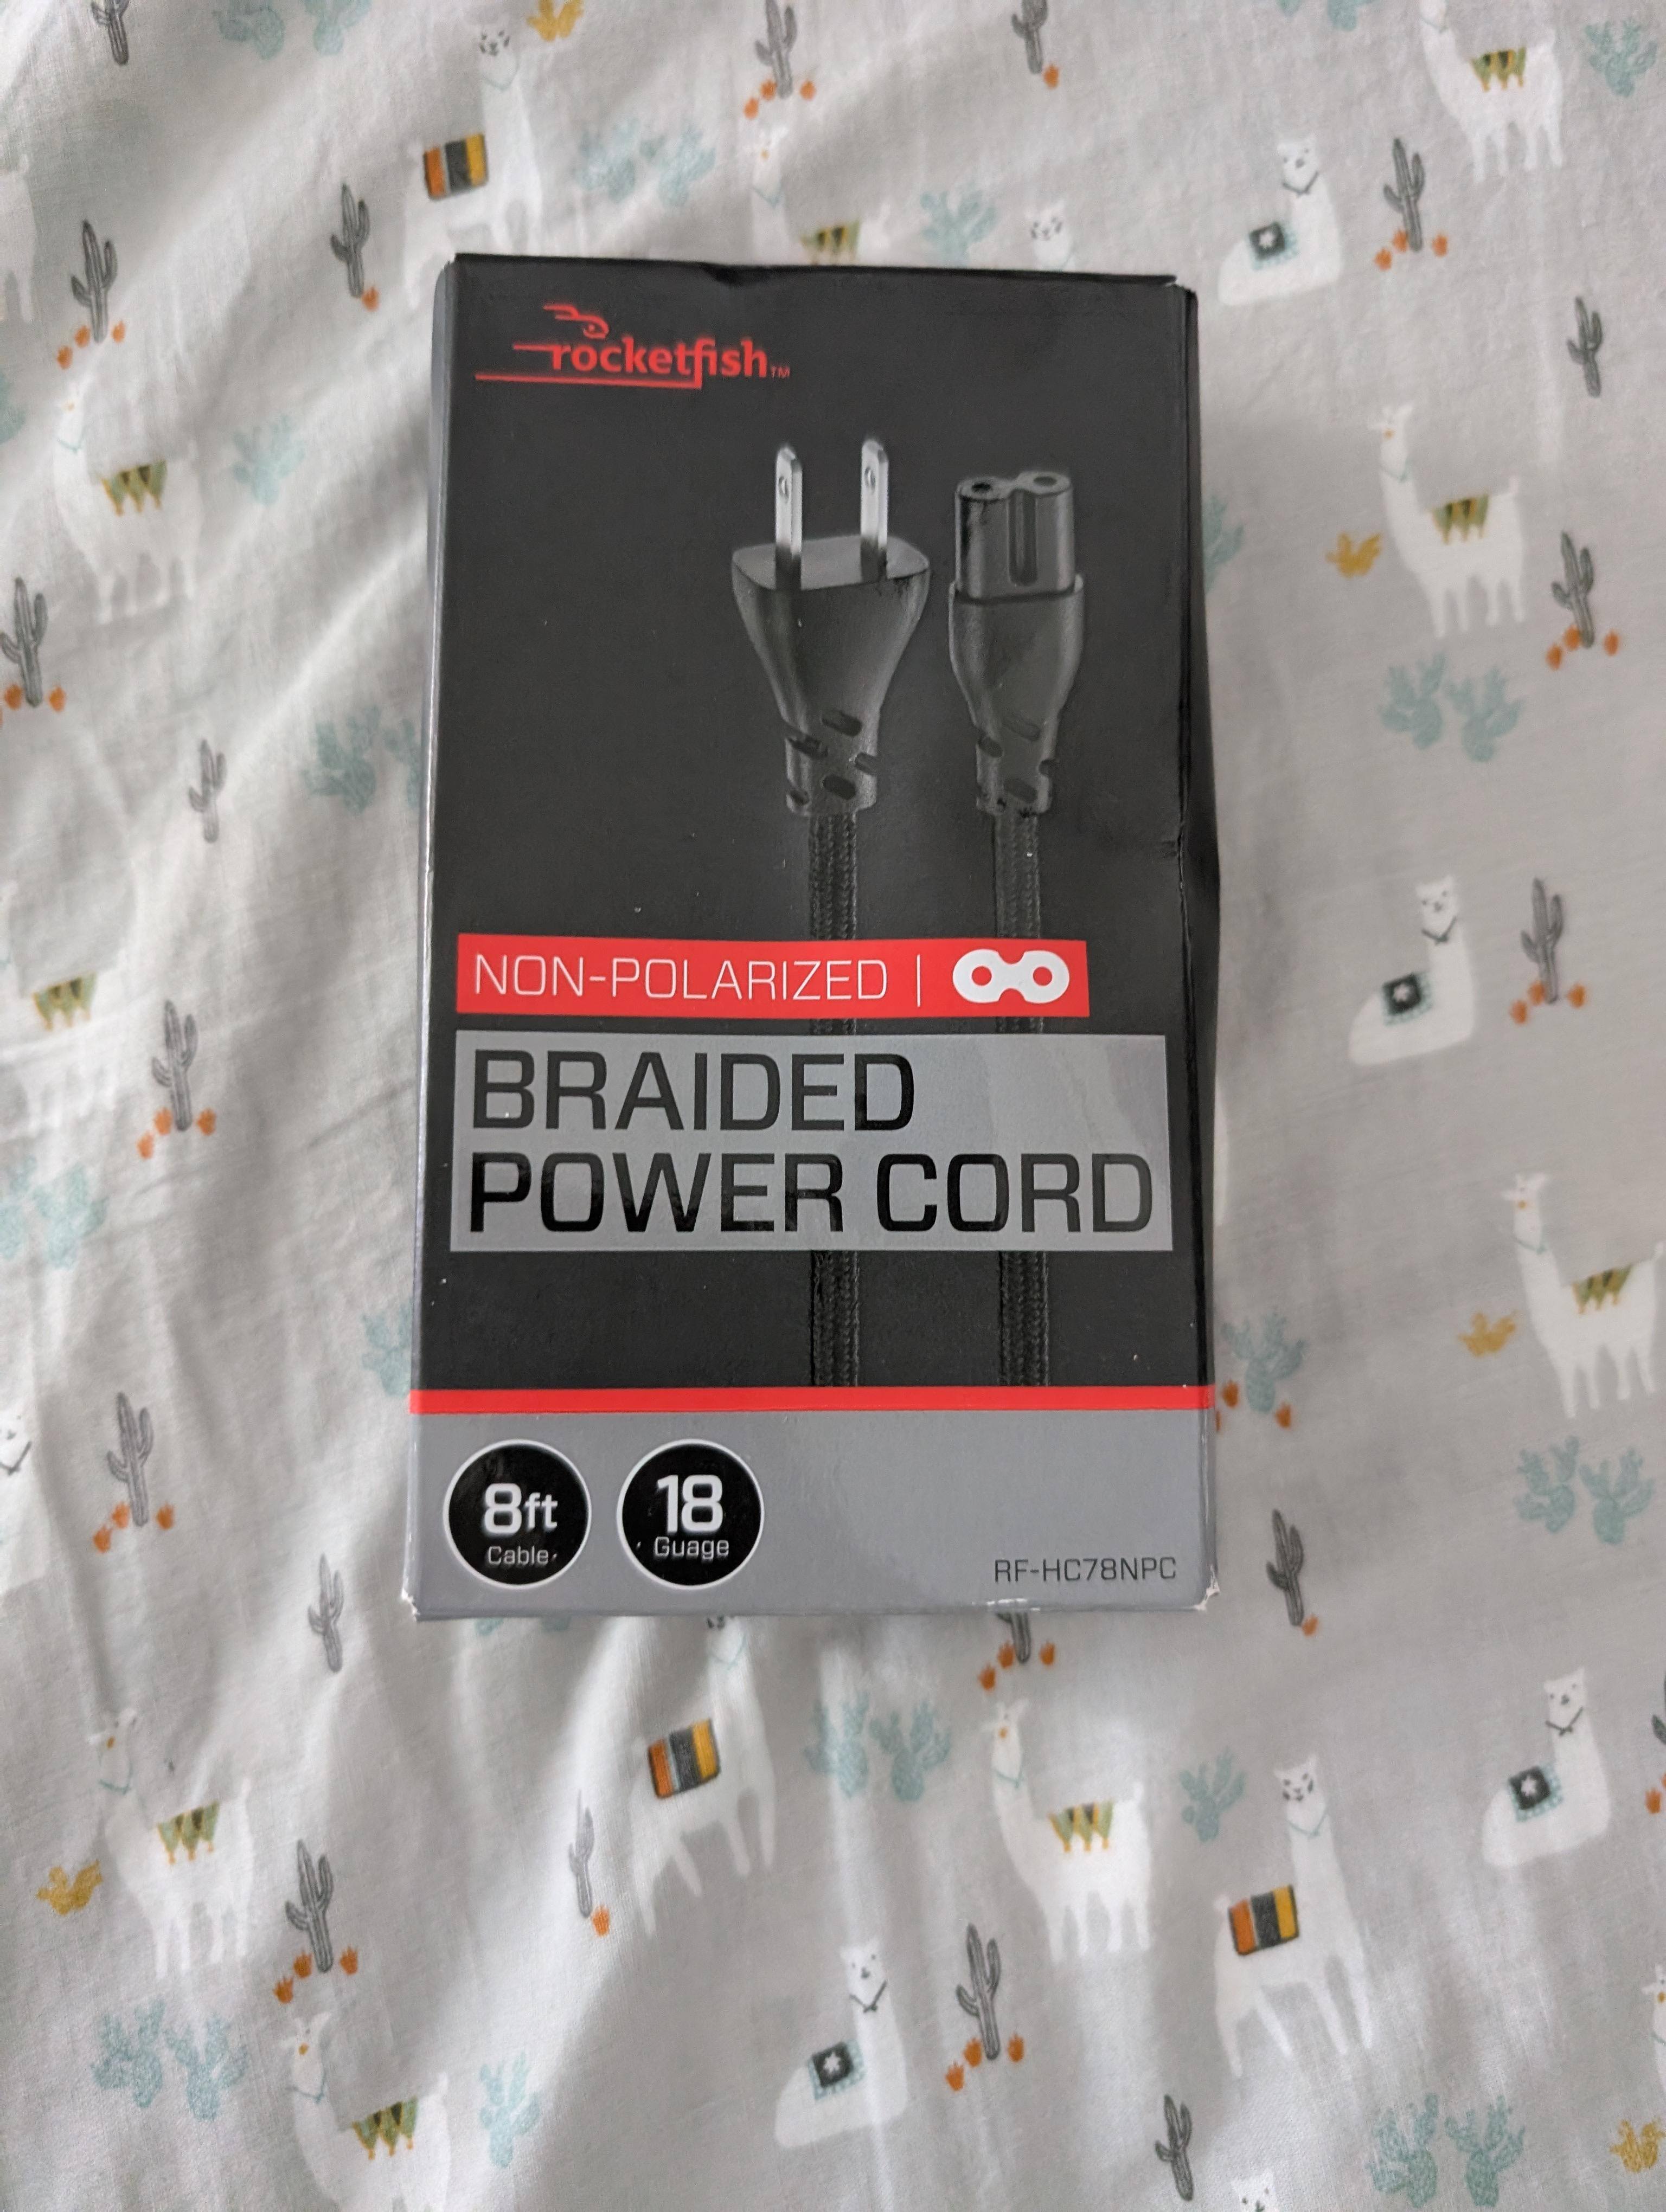 rocketfish™
NON-POLARIZED |
BRAIDED
POWER CORD
8ft
Cable
18
Guage
RF-HC78NPC